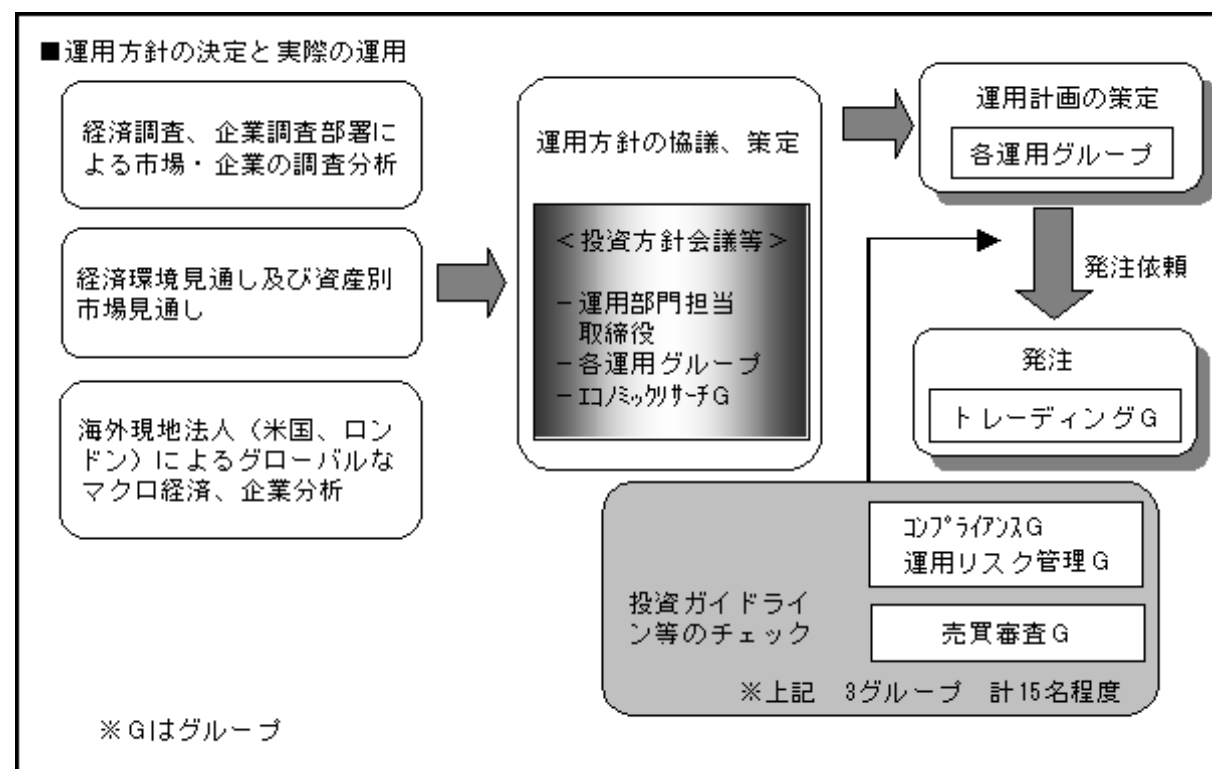 ■運用方針の決定と実際の運用
経済調査、企業調査部署に
よる市場・企業の調査分析
経済環境見通し及び資産別
市場見通し
海外現地法人（米国、ロン
ドン）によるグローバルな
マクロ経済、企業分析
運用方針の協議、策定
＜投資方針会議等＞
－運用部門担当
取締役
－各運用グループ
－ｴｺﾉﾐｯｸﾘｻｰﾁＧ
運用計画の策定
各運用グループ
発注依頼
発注
トレーディングＧ
投資ガイドライ
ン等のチェック
ｺﾝﾌﾟﾗｲｱﾝｽＧ
運用リスク管理Ｇ
売買審査Ｇ
※上記　3グループ　計15名程度
※Ｇはグループ